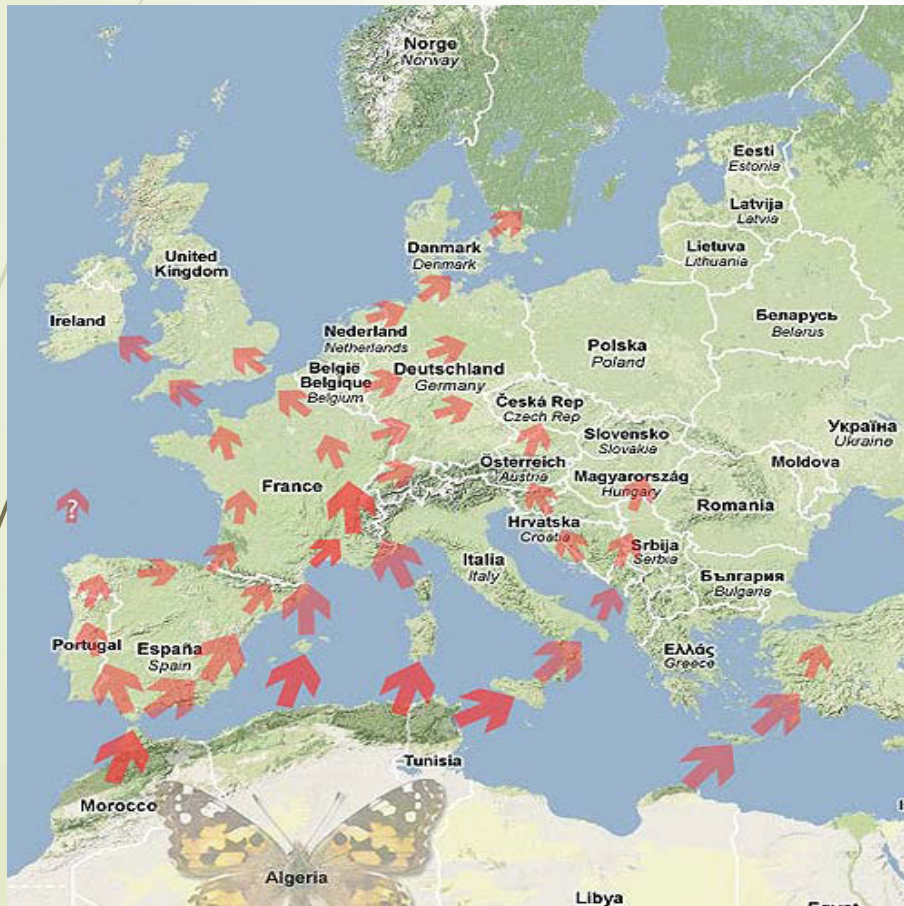 Norge
Norway
Eesti
Estonia
Latvija
Latvia
Danmark
Denmark
Lietuva
Lithuania
United
Kingdom
Ireland
Беларусь
Belarus
Nederland
Netherlands
Polska
Poland
België
Belgique
Belgium
Deutschland
Germany
Česká Rep
Czech Rep
Україна
Ukraine
Slovensko
Slovakia
Österreich
Austria
Moldova
Magyarország
Hungary
France
?
Romania
Hrvatska
Croatia
Srbija
Serbia
Italia
Italy
България
Bulgaria
Portugal
España
Spain
Ελλάς
Greece
Tunisia
Morocco
Algeria
Libya